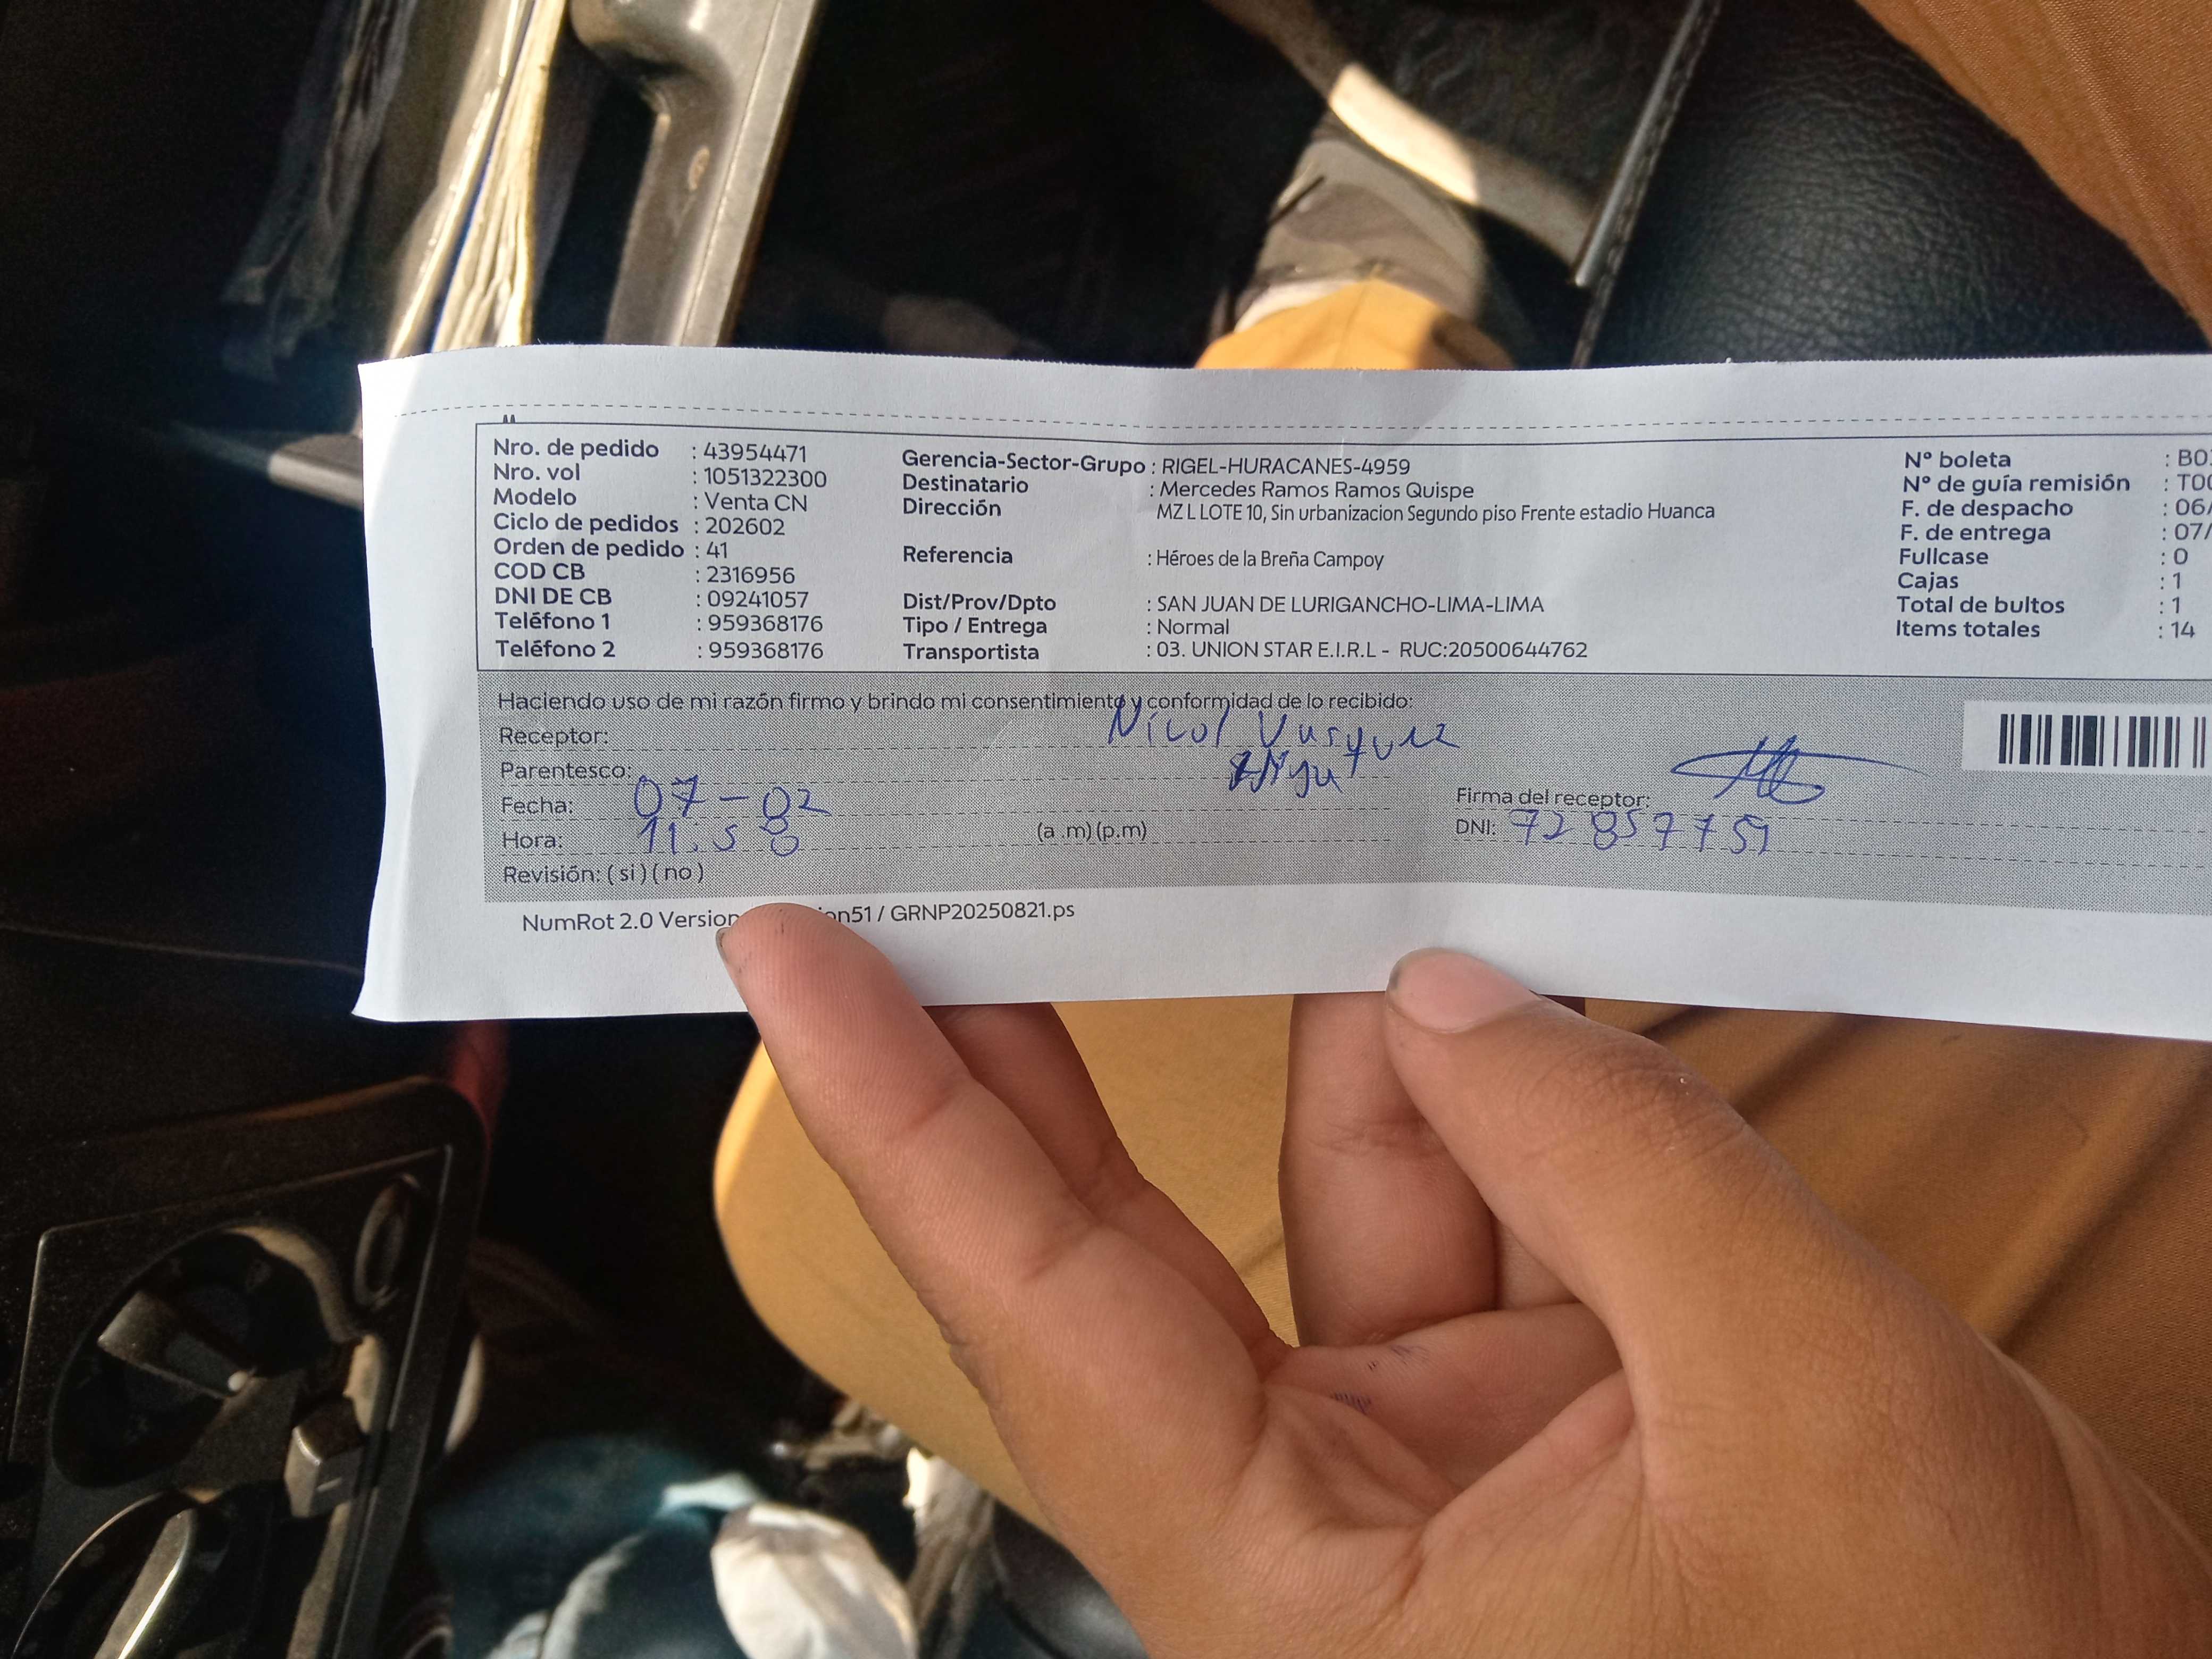 Nro. de pedido : 43954471
Nro. vol : 1051322300
Modelo : Venta CN
Ciclo de pedidos : 202602
Orden de pedido : 41
COD CB : 2316956
DNI DE CB : 09241057
Teléfono 1 : 959368176
Teléfono 2 : 959368176
Gerencia-Sector-Grupo : RIGEL-HURACANES-4959
Destinatario : Mercedes Ramos Ramos Quispe
Dirección MZ L LOTE 10, Sin urbanizacion Segundo piso Frente estadio Huanca
Referencia : Héroes de la Breña Campoy
Dist/Prov/Dpto : SAN JUAN DE LURIGANCHO-LIMA-LIMA
Tipo / Entrega : Normal
Transportista : 03. UNION STAR E.I.R.L - RUC:20500644762
N° boleta : B0
N° de guía remisión : T00
F. de despacho : 06/
F. de entrega : 07/
Fullcase : 0
Cajas : 1
Total de bultos : 1
Items totales : 14
Haciendo uso de mi razón firmo y brindo mi consentimiento y conformidad de lo recibido:
Receptor: Nicol Vasquez
Parentesco:
Fecha: 07-02
Hora: 11:58 (a .m)(p.m)
Revisión: ( si ) ( no )
Firma del receptor:
DNI: 72857759
NumRot 2.0 Version on51 / GRNP20250821.ps